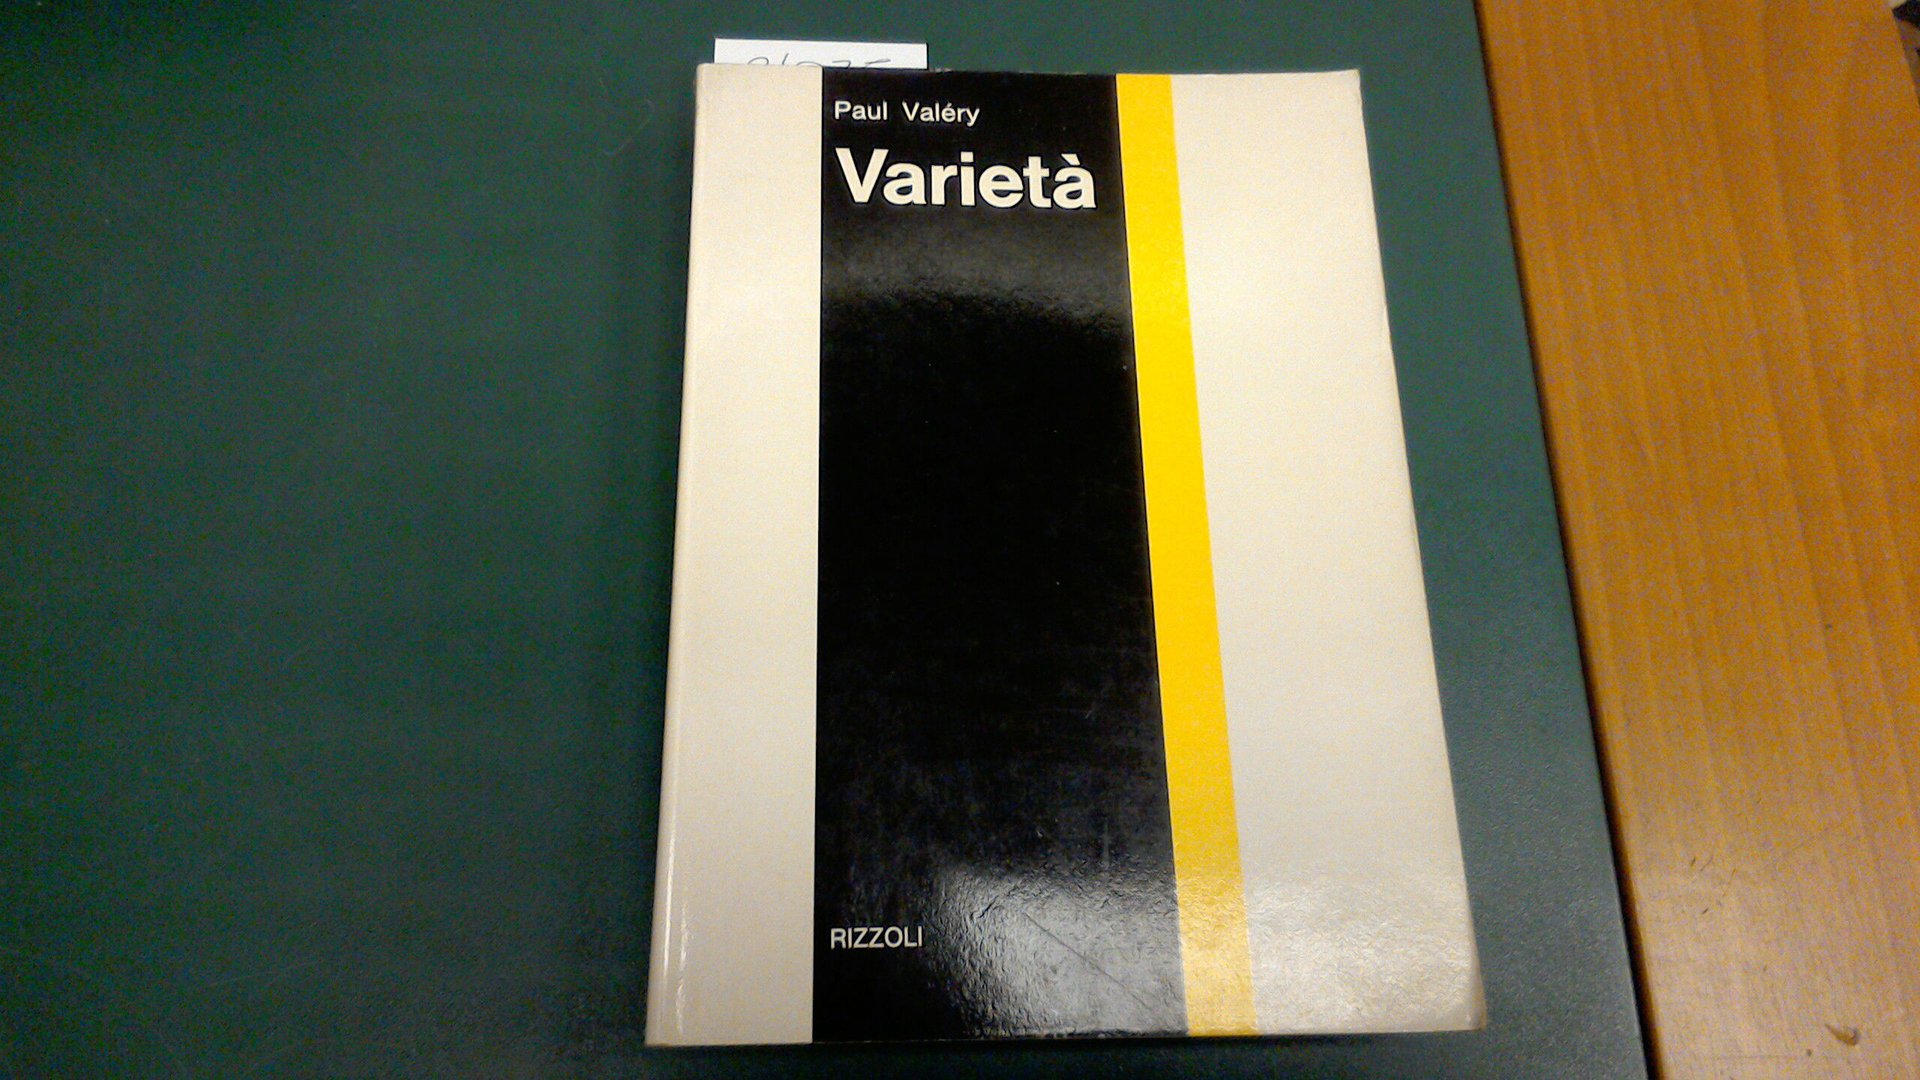 Paul Valéry
Varietà
RIZZOLI